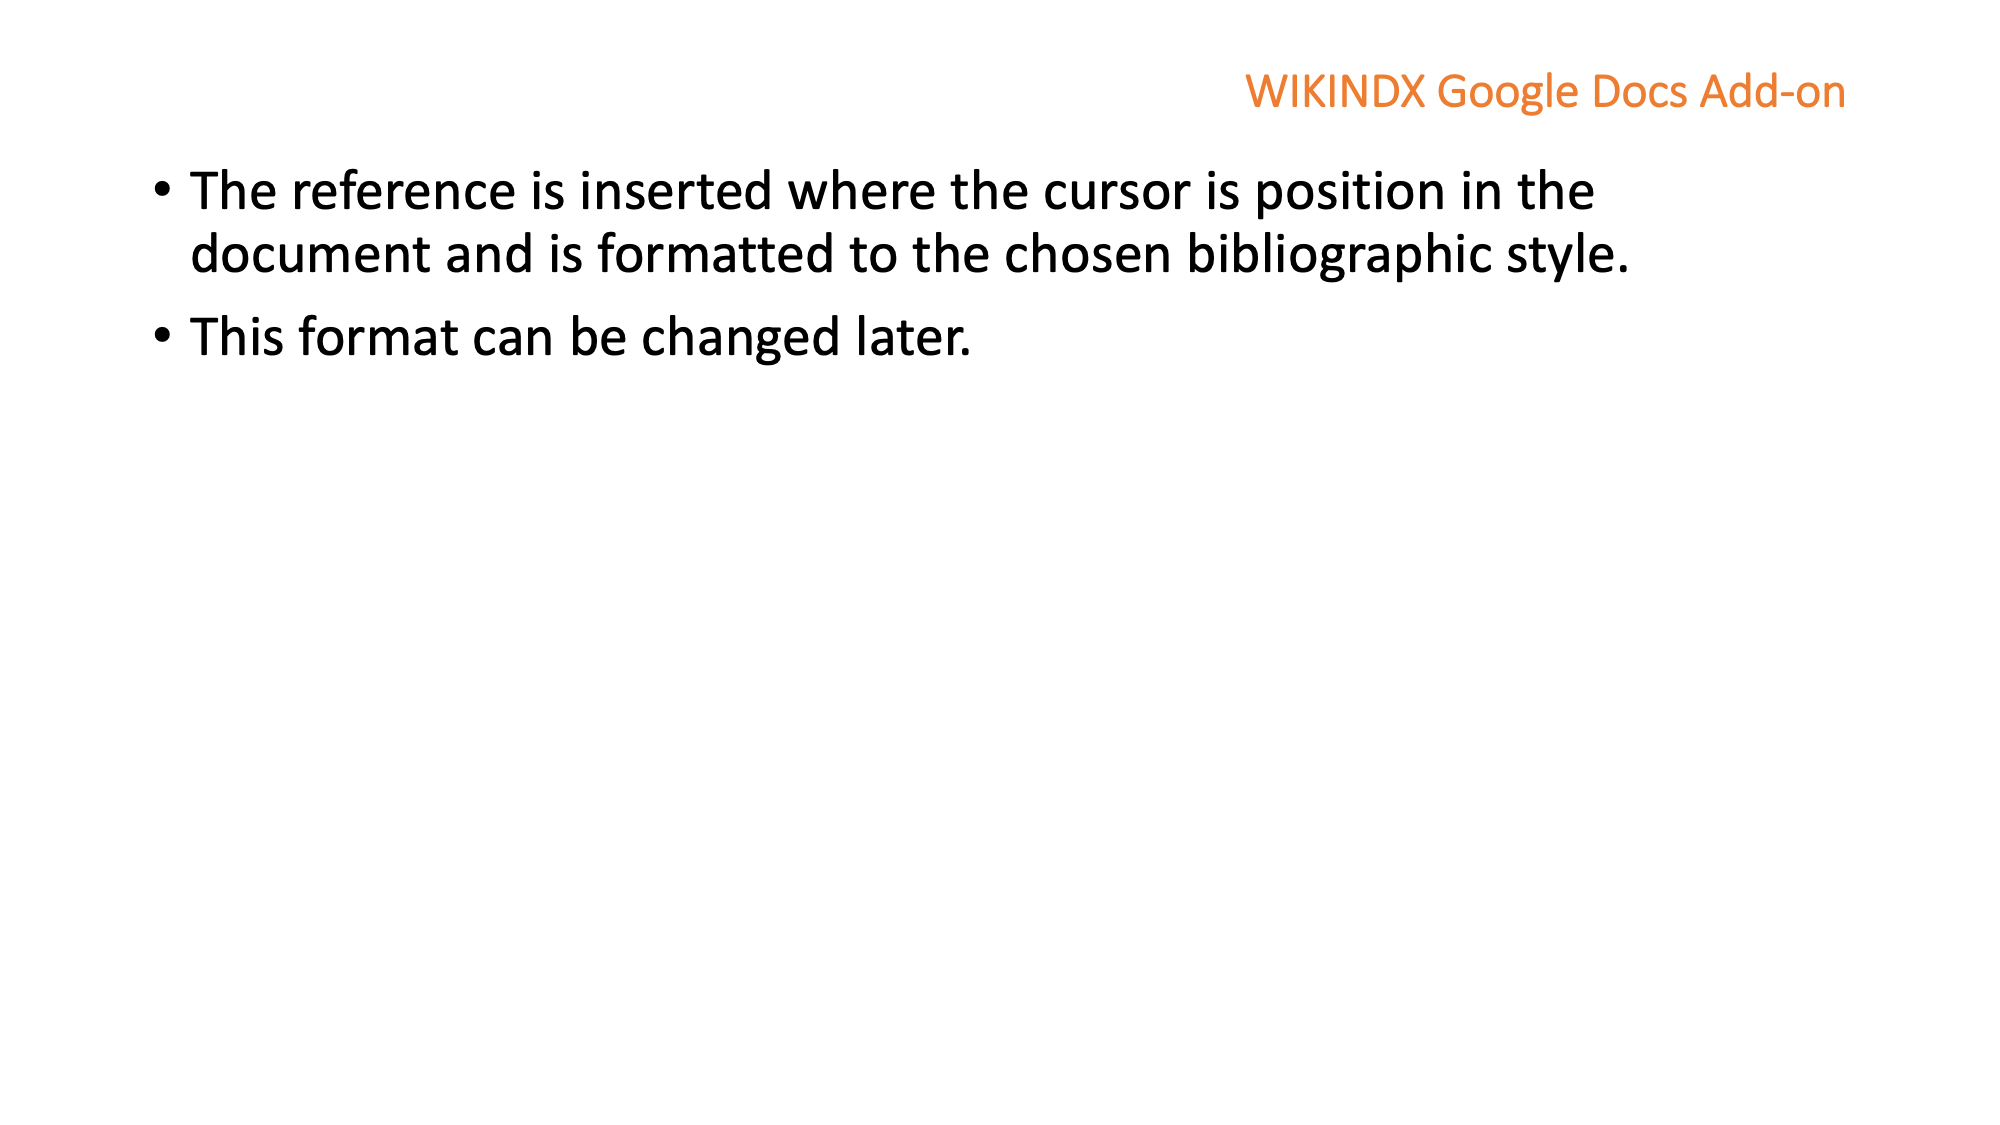 WIKINDX Google Docs Add-on
• The reference is inserted where the cursor is position in the
document and is formatted to the chosen bibliographic style.
• This format can be changed later.